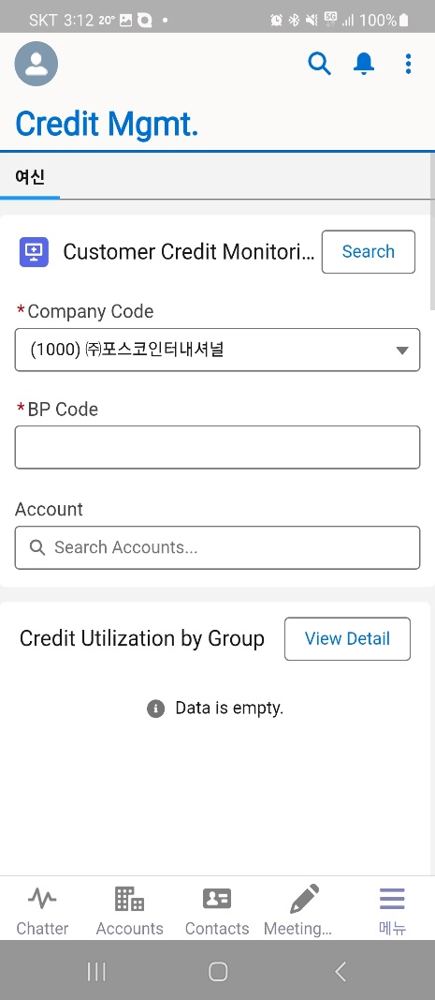 SKT 3:12 20°
5G 100%
Credit Mgmt.
여신
Customer Credit Monitori... Search
*Company Code
(1000) ㈜포스코인터내셔널
*BP Code
Account
Search Accounts...
Credit Utilization by Group View Detail
Data is empty.
Chatter Accounts Contacts Meeting... 메뉴